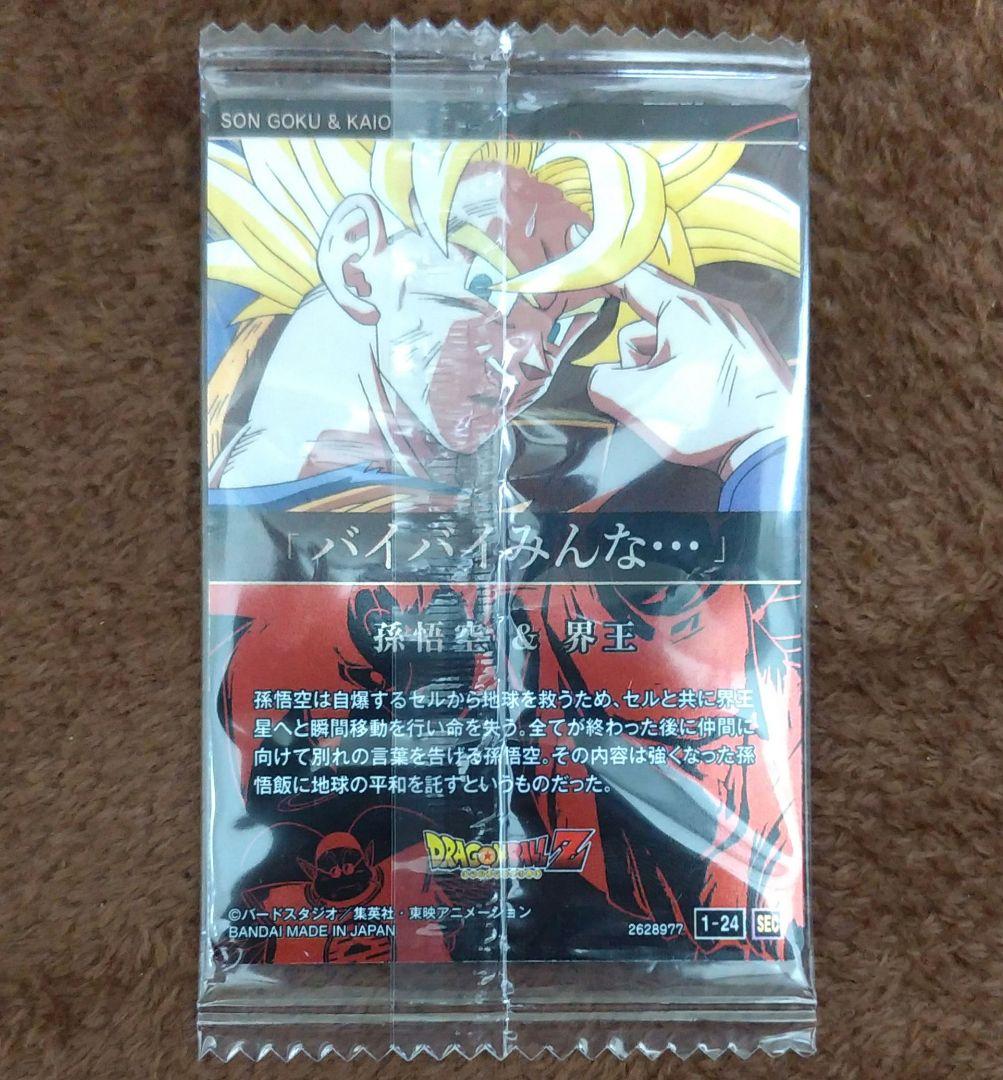 SON GOKU & KAIO
「バイバイみんな…」
孫悟空 & 界王
孫悟空は自爆するセルから地球を救うため、セルと共に界王
星へと瞬間移動を行い命を失う。全てが終わった後に仲間に
向けて別れの言葉を告げる孫悟空。その内容は強くなった孫
悟飯に地球の平和を託すというものだった。
DRAGONBALL Z
©バードスタジオ／集英社・東映アニメーション
BANDAI MADE IN JAPAN
2628977 1-24 SEC